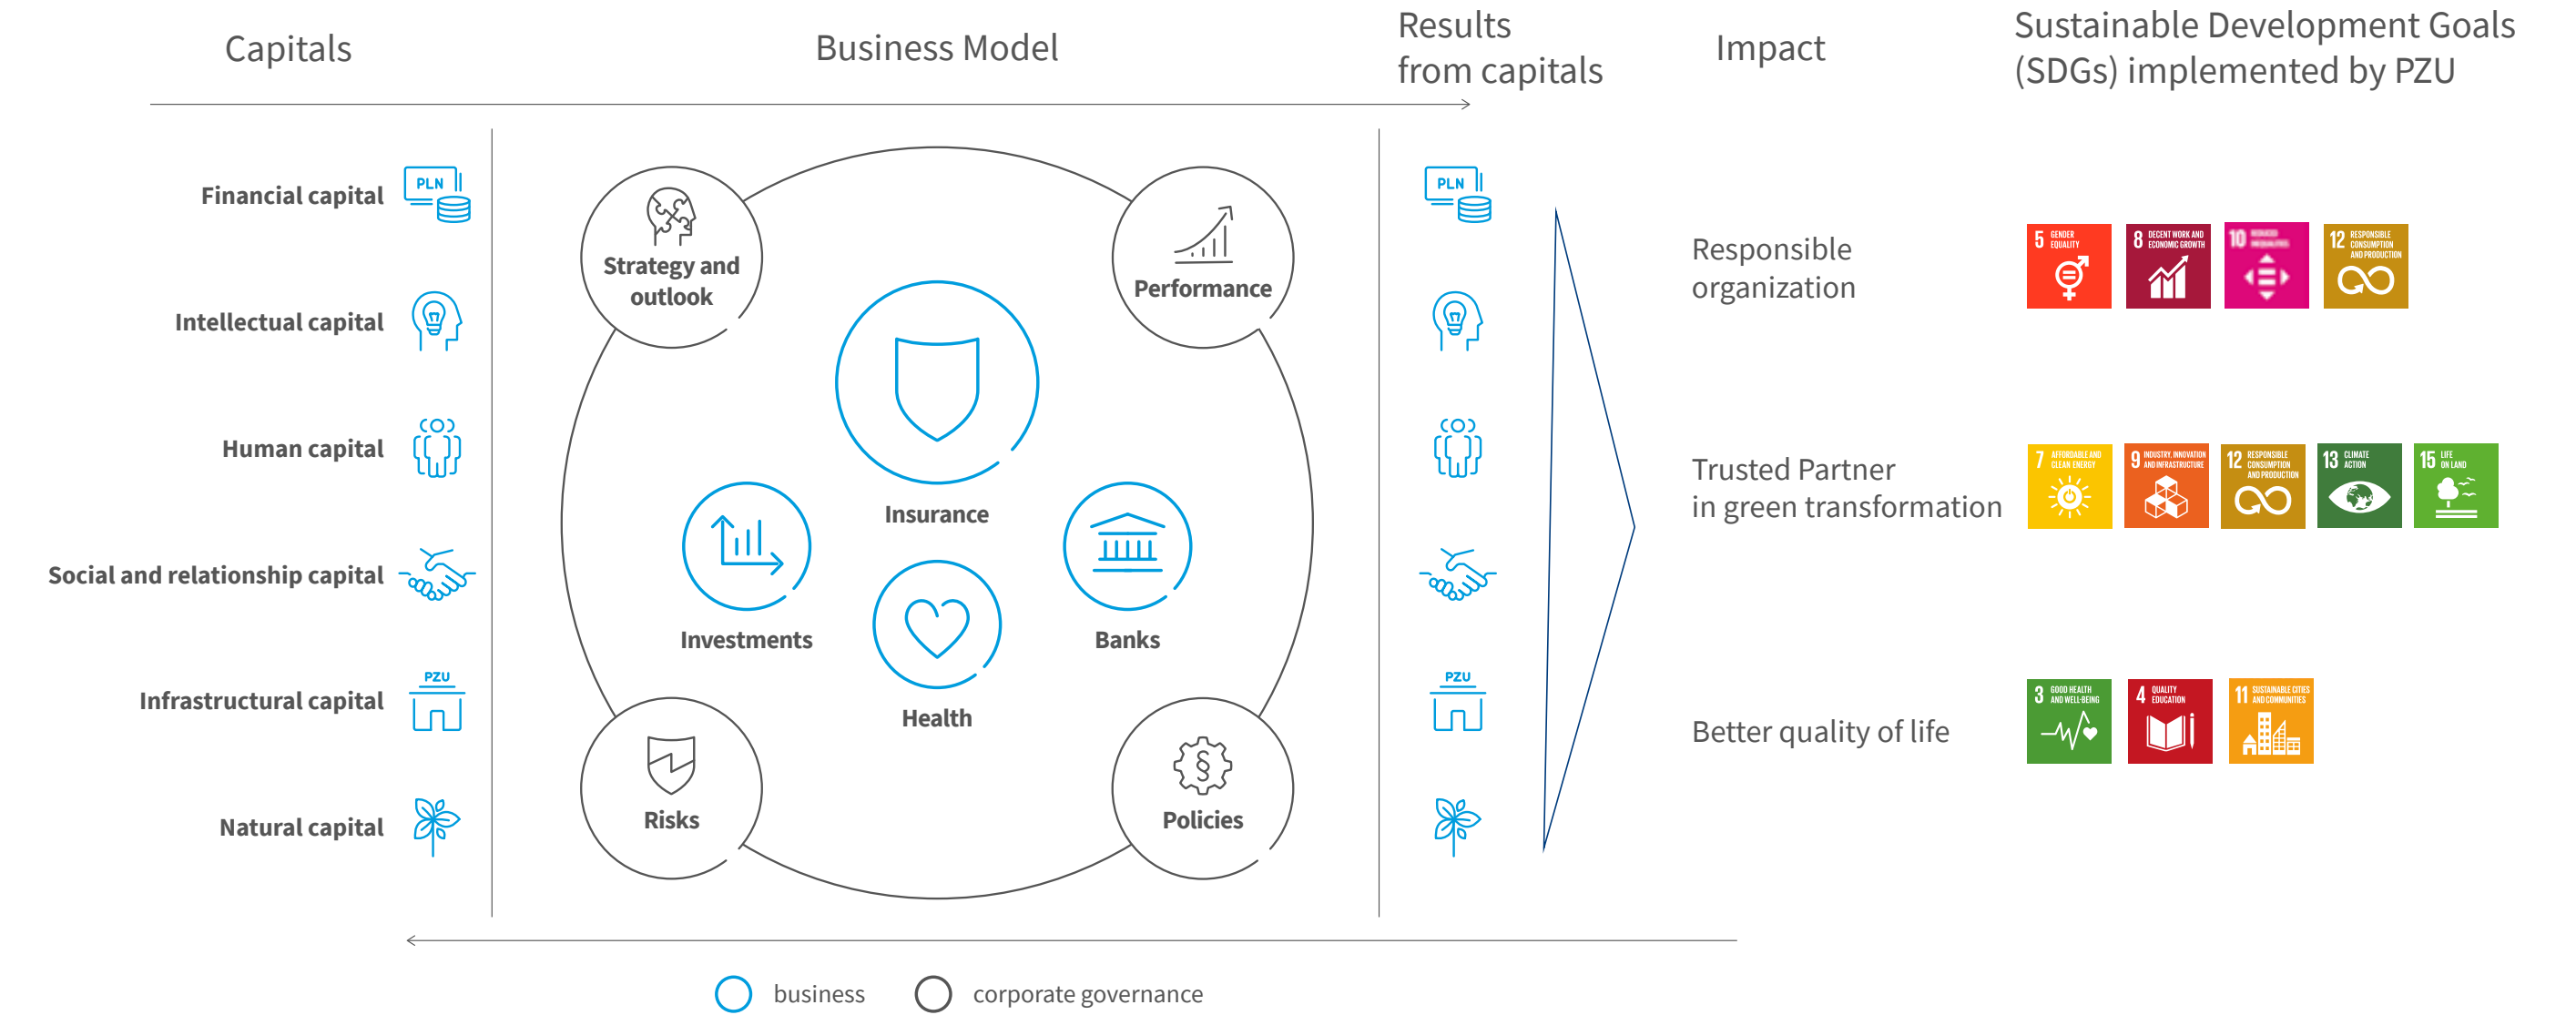 Capitals
Business Model
Results
from capitals
Impact
Sustainable Development Goals
(SDGs) implemented by PZU
Financial capital
PLN
Intellectual capital
Human capital
Social and relationship capital
Infrastructural capital
PZU
Natural capital
Strategy and
outlook
Performance
Insurance
Investments
Banks
Health
Risks
§
Policies
PLN
PZU
Responsible
organization
5 GENDER
EQUALITY
8 DECENT WORK AND
ECONOMIC GROWTH
10
12 RESPONSIBLE
CONSUMPTION
AND PRODUCTION
Trusted Partner
in green transformation
7 AFFORDABLE AND
CLEAN ENERGY
9 INDUSTRY, INNOVATION
AND INFRASTRUCTURE
12 RESPONSIBLE
CONSUMPTION
AND PRODUCTION
13 CLIMATE
ACTION
15 LIFE
ON LAND
Better quality of life
3 GOOD HEALTH
AND WELL-BEING
4 QUALITY
EDUCATION
11 SUSTAINABLE CITIES
AND COMMUNITIES
business
corporate governance